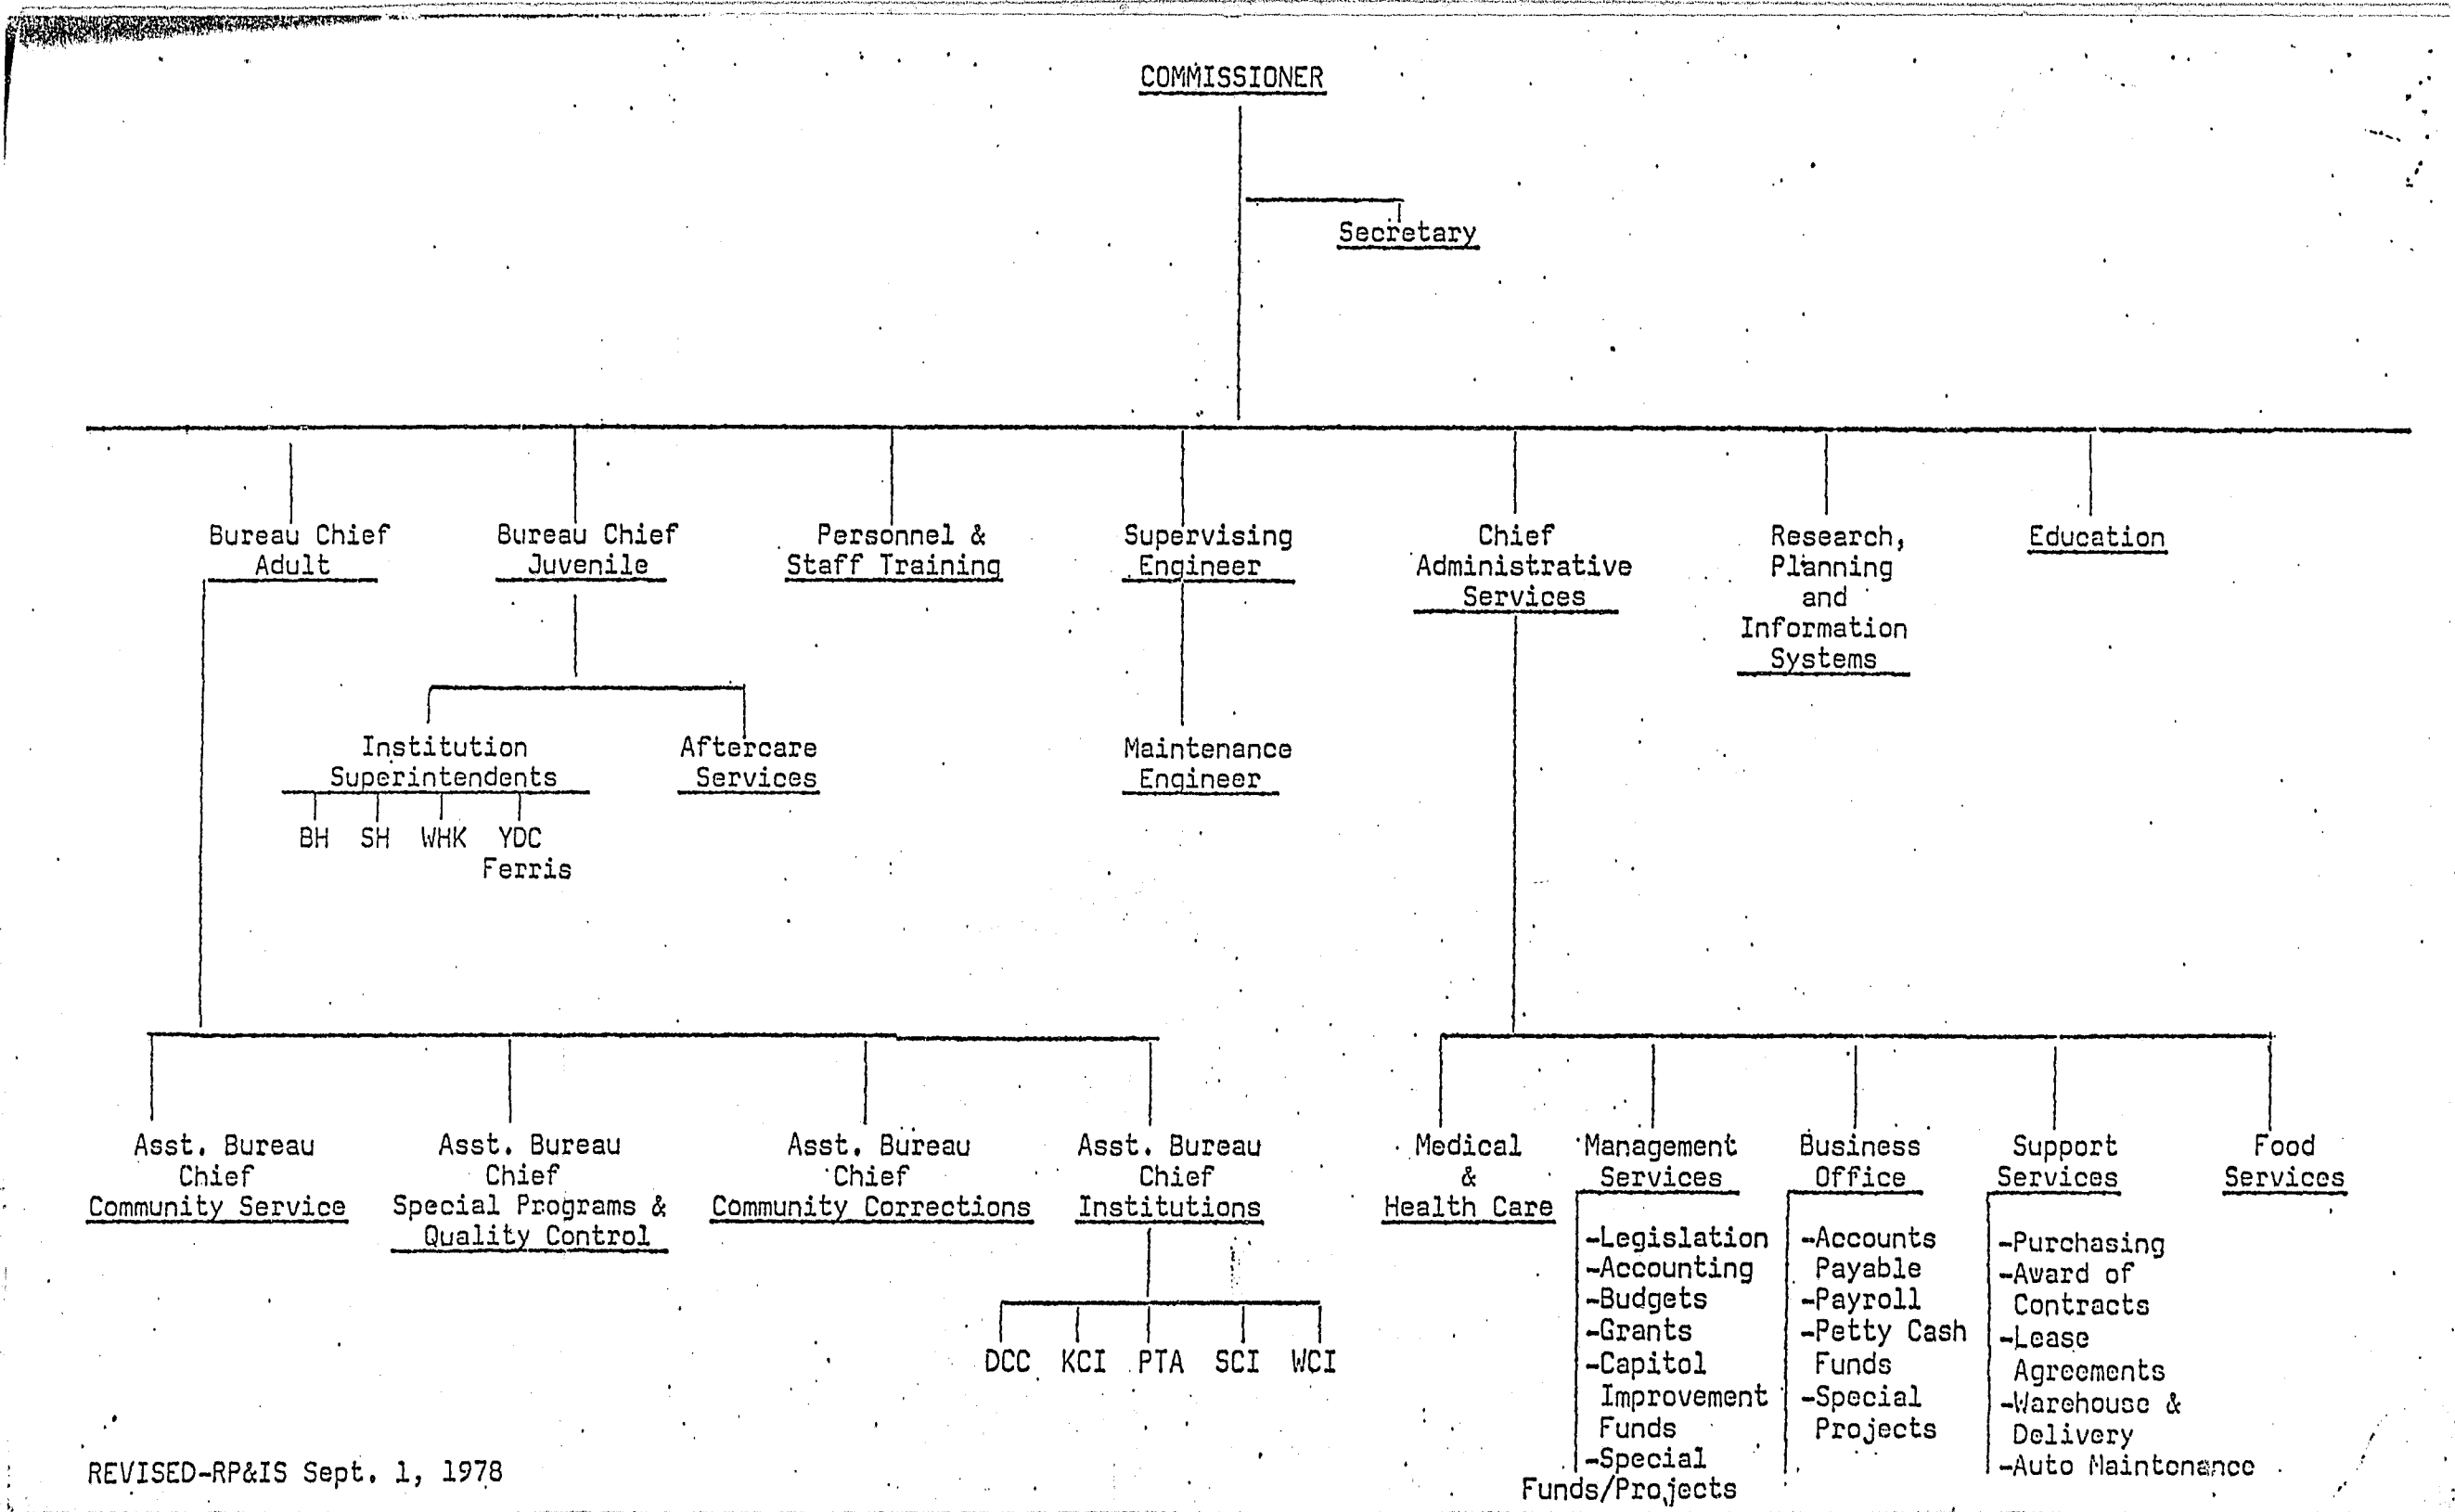 COMMISSIONER
Secretary
Bureau Chief
Adult
Bureau Chief
Juvenile
Personnel &
Staff Training
Supervising
Engineer
Chief
Administrative
Services
Research,
Planning
and
Information
Systems
Education
Institution
Superintendents
BH SH WHK YDC
Ferris
Aftercare
Services
Maintenance
Engineer
Asst. Bureau
Chief
Community Service
Asst. Bureau
Chief
Special Programs &
Quality Control
Asst. Bureau
Chief
Community Corrections
Asst. Bureau
Chief
Institutions
DCC KCI PTA SCI WCI
Medical
&
Health Care
Management
Services
-Legislation
-Accounting
-Budgets
-Grants
-Capitol
Improvement
Funds
-Special
Funds/Projects
Business
Office
-Accounts
Payable
-Payroll
-Petty Cash
Funds
-Special
Projects
Support
Services
-Purchasing
-Award of
Contracts
-Lease
Agreements
-Warehouse &
Delivery
-Auto Maintenance
Food
Services
REVISED-RP&IS Sept. 1, 1978